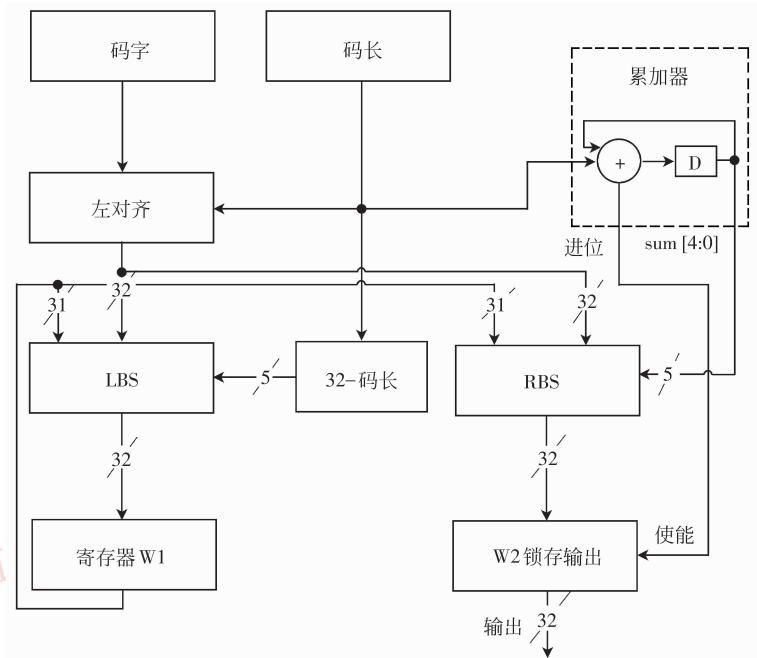 码字
码长
累加器
+
D
左对齐
进位
sum [4:0]
31
32
31
32
LBS
5
32-码长
RBS
5
32
32
寄存器 W1
W2 锁存输出
使能
输出
32